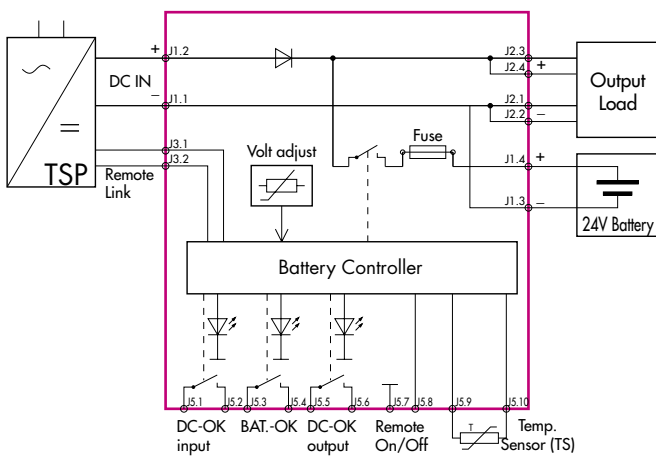 J1.2
+
DC IN
−
J1.1
J3.1
J3.2
TSP
Remote
Link
Volt adjust
Fuse
J2.3
J2.4
+
J2.1
J2.2
−
Output
Load
J1.4
+
J1.3
−
24V Battery
Battery Controller
J5.1
J5.2
J5.3
J5.4
J5.5
J5.6
J5.7
J5.8
J5.9
J5.10
DC-OK
input
BAT.-OK
DC-OK
output
Remote
On/Off
T
Temp.
Sensor (TS)